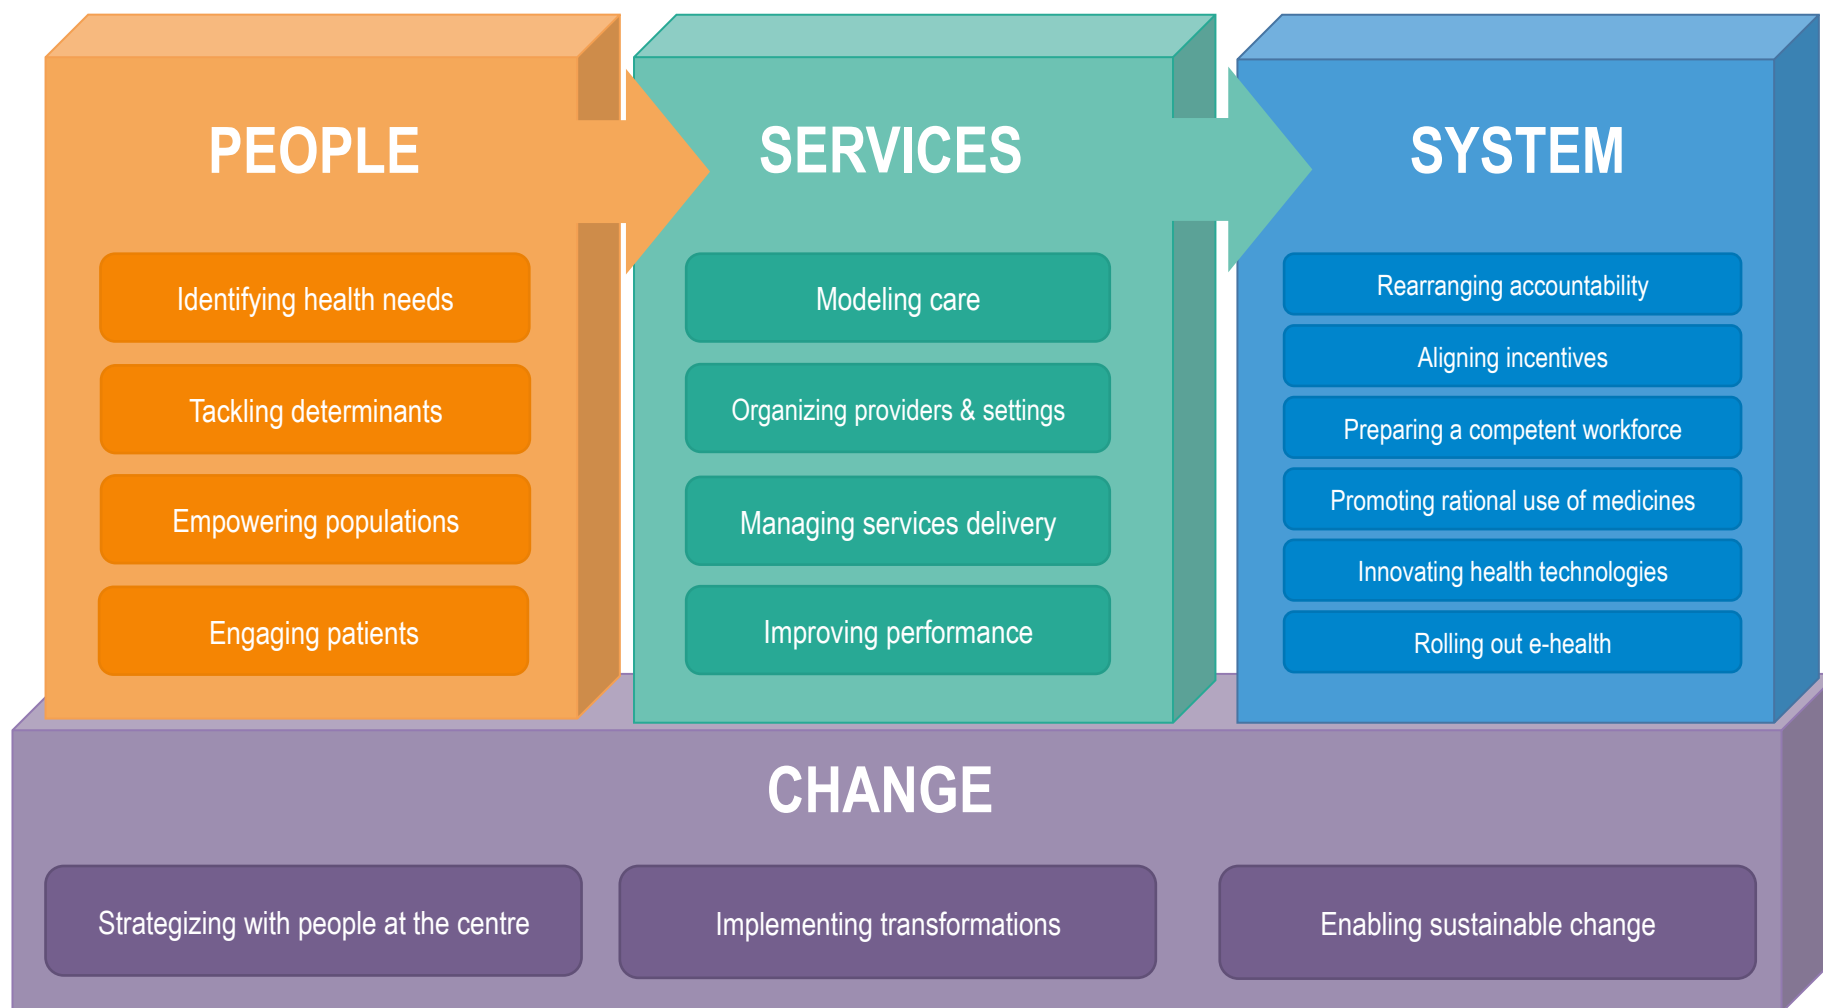 PEOPLE
Identifying health needs
Tackling determinants
Empowering populations
Engaging patients
SERVICES
Modeling care
Organizing providers & settings
Managing services delivery
Improving performance
SYSTEM
Rearranging accountability
Aligning incentives
Preparing a competent workforce
Promoting rational use of medicines
Innovating health technologies
Rolling out e-health
CHANGE
Strategizing with people at the centre
Implementing transformations
Enabling sustainable change